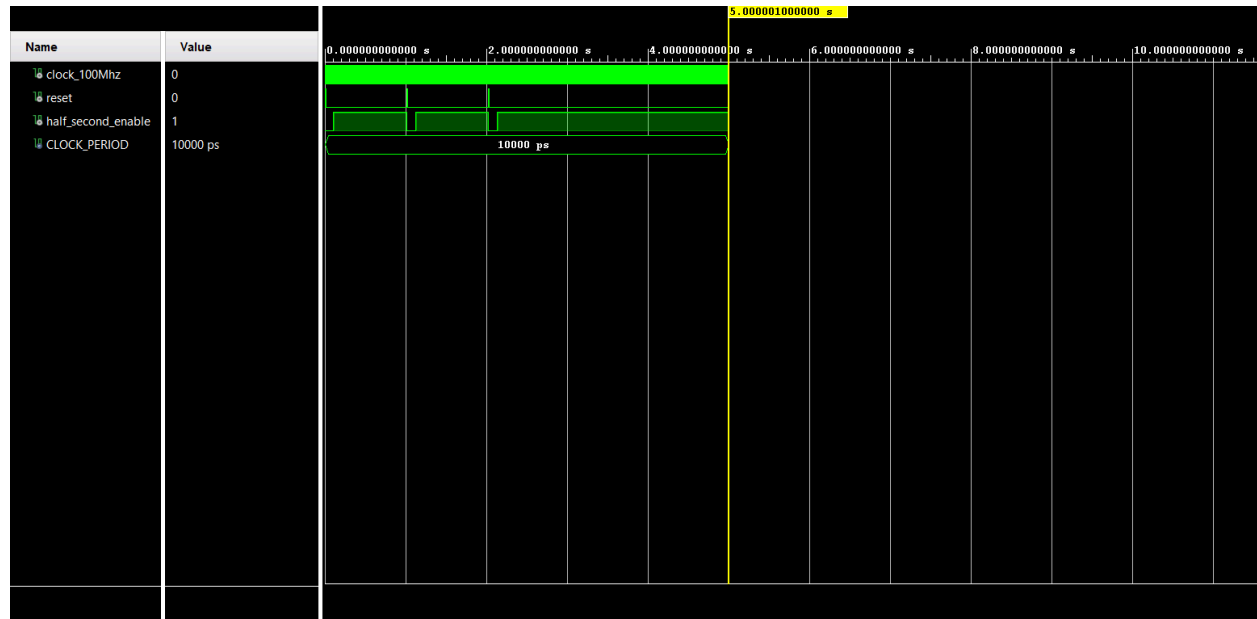 5.000001000000 s
Name Value
0.000000000000 s 2.000000000000 s 4.000000000000 s 6.000000000000 s 8.000000000000 s 10.000000000000 s
clock_100Mhz 0
reset 0
half_second_enable 1
CLOCK_PERIOD 10000 ps 10000 ps